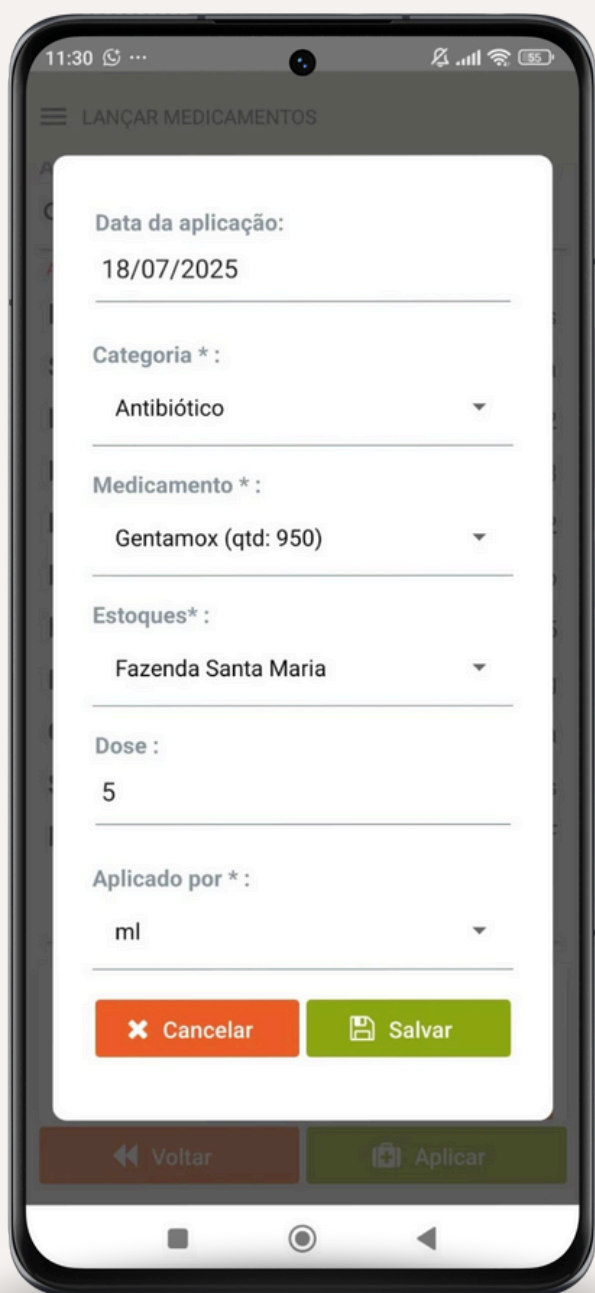 11:30
55
LANÇAR MEDICAMENTOS
Data da aplicação:
18/07/2025
Categoria * :
Antibiótico
Medicamento * :
Gentamox (qtd: 950)
Estoques* :
Fazenda Santa Maria
Dose :
5
Aplicado por * :
ml
Cancelar
Salvar
Voltar
Aplicar